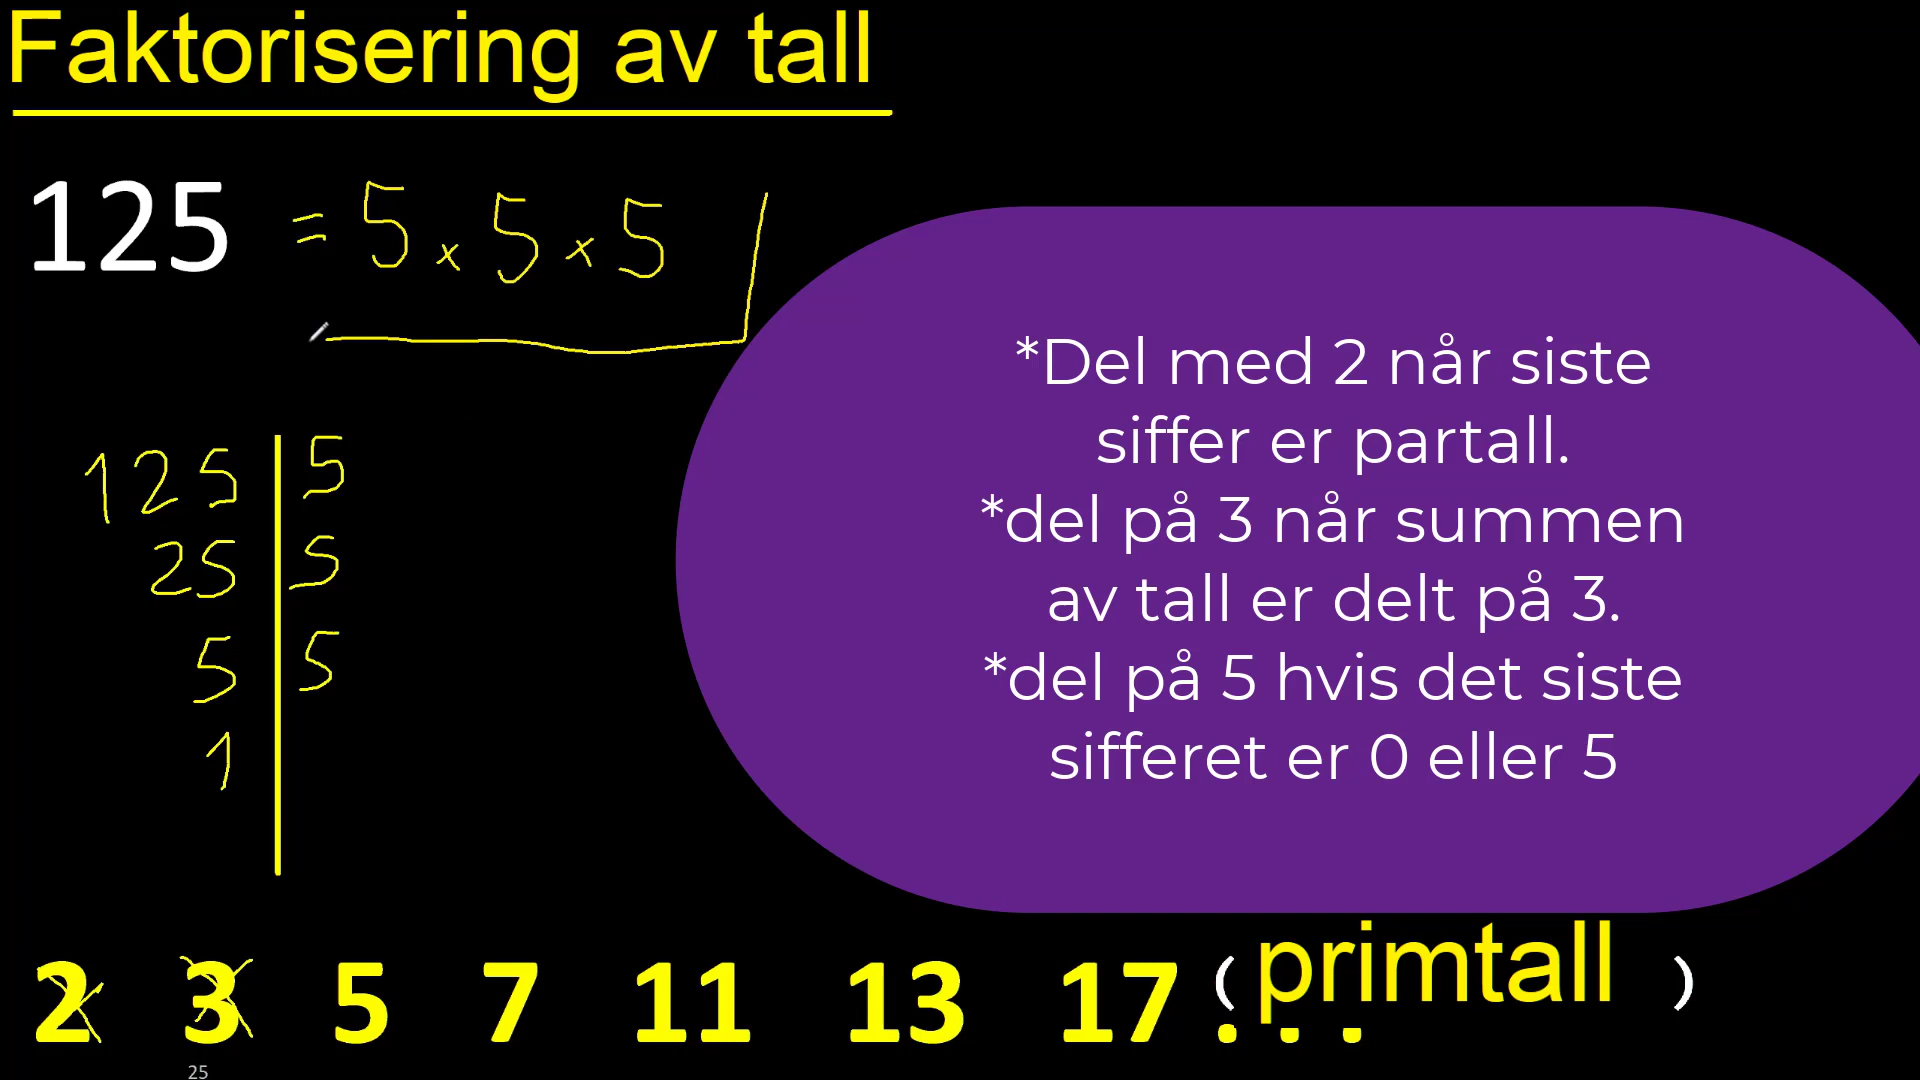 Faktorisering av tall
125 = 5 x 5 x 5
*Del med 2 når siste
siffer er partall.
*del på 3 når summen
av tall er delt på 3.
*del på 5 hvis det siste
sifferet er 0 eller 5
125 | 5
25 | 5
5 | 5
1
2 3 5 7 11 13 17 ... (primtall)
25